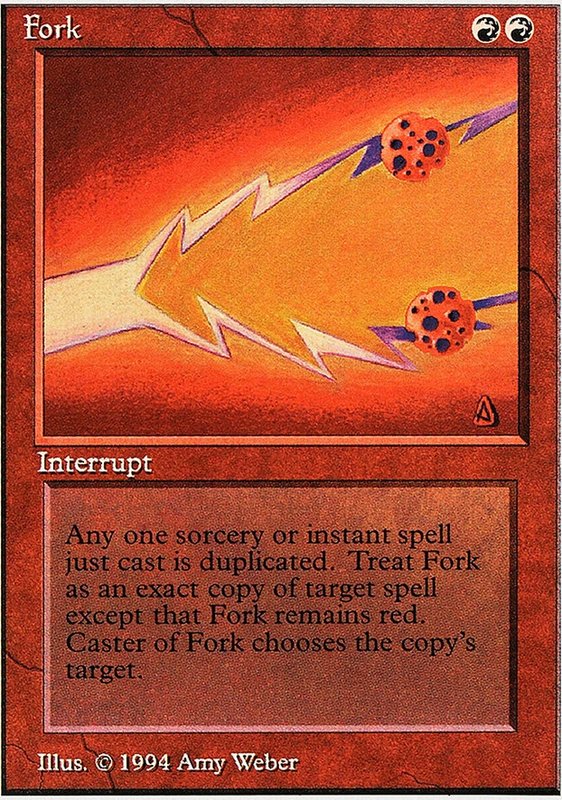 Fork
Interrupt
Any one sorcery or instant spell
just cast is duplicated. Treat Fork
as an exact copy of target spell
except that Fork remains red.
Caster of Fork chooses the copy's
target.
Illus. © 1994 Amy Weber